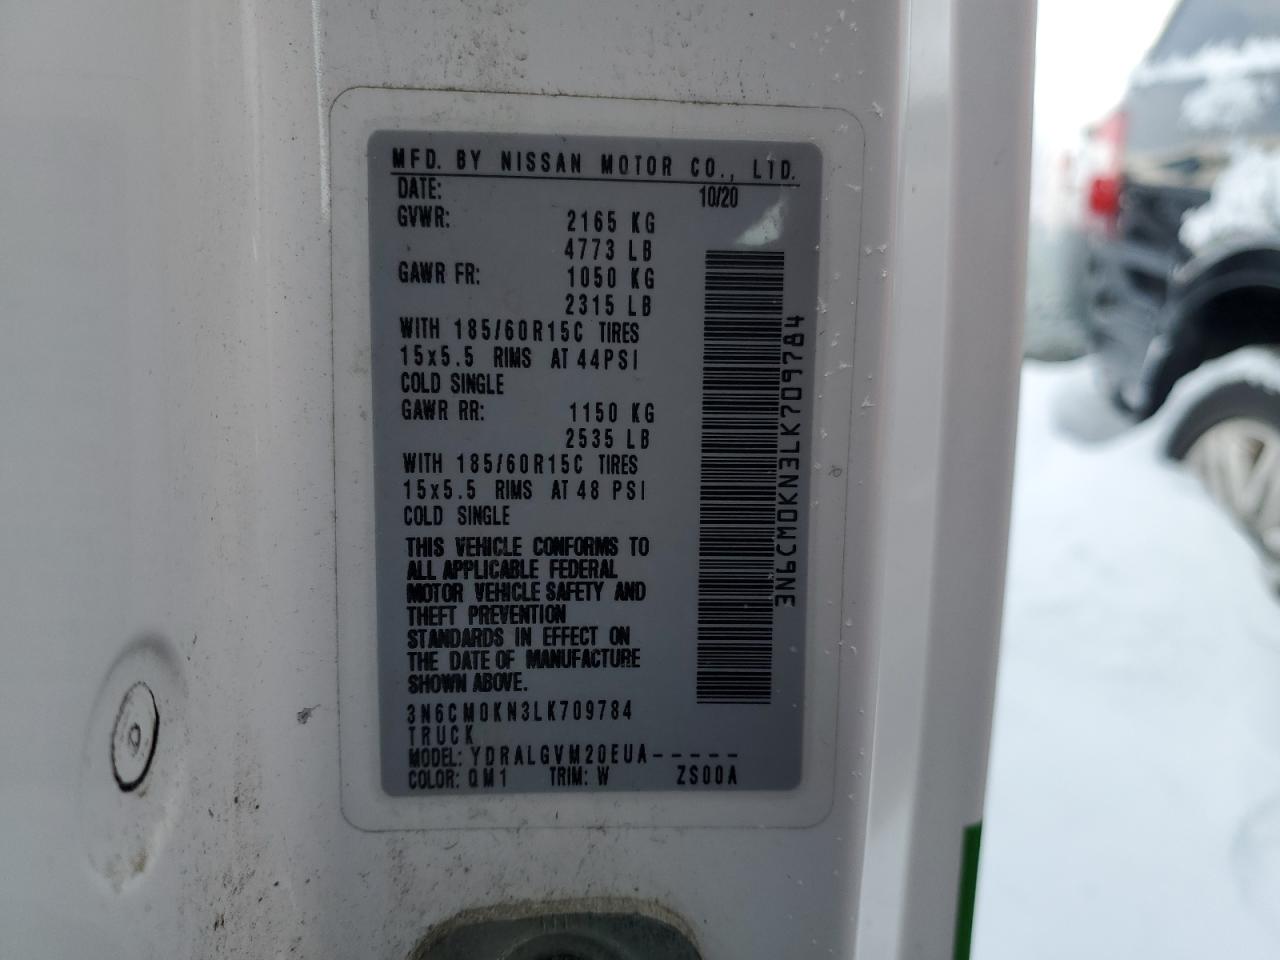 MFD. BY NISSAN MOTOR CO., LTD.
DATE: 10/20
GVWR: 2165 KG
4773 LB
GAWR FR: 1050 KG
2315 LB
WITH 185/60R15C TIRES
15x5.5 RIMS AT 44PSI
COLD SINGLE
GAWR RR: 1150 KG
2535 LB
WITH 185/60R15C TIRES
15x5.5 RIMS AT 48 PSI
COLD SINGLE
THIS VEHICLE CONFORMS TO
ALL APPLICABLE FEDERAL
MOTOR VEHICLE SAFETY AND
THEFT PREVENTION
STANDARDS IN EFFECT ON
THE DATE OF MANUFACTURE
SHOWN ABOVE.
3N6CM0KN3LK709784
TRUCK
MODEL: YDRALGVM20EUA-----
COLOR: QM1 TRIM: W ZS00A
3N6CM0KN3LK709784